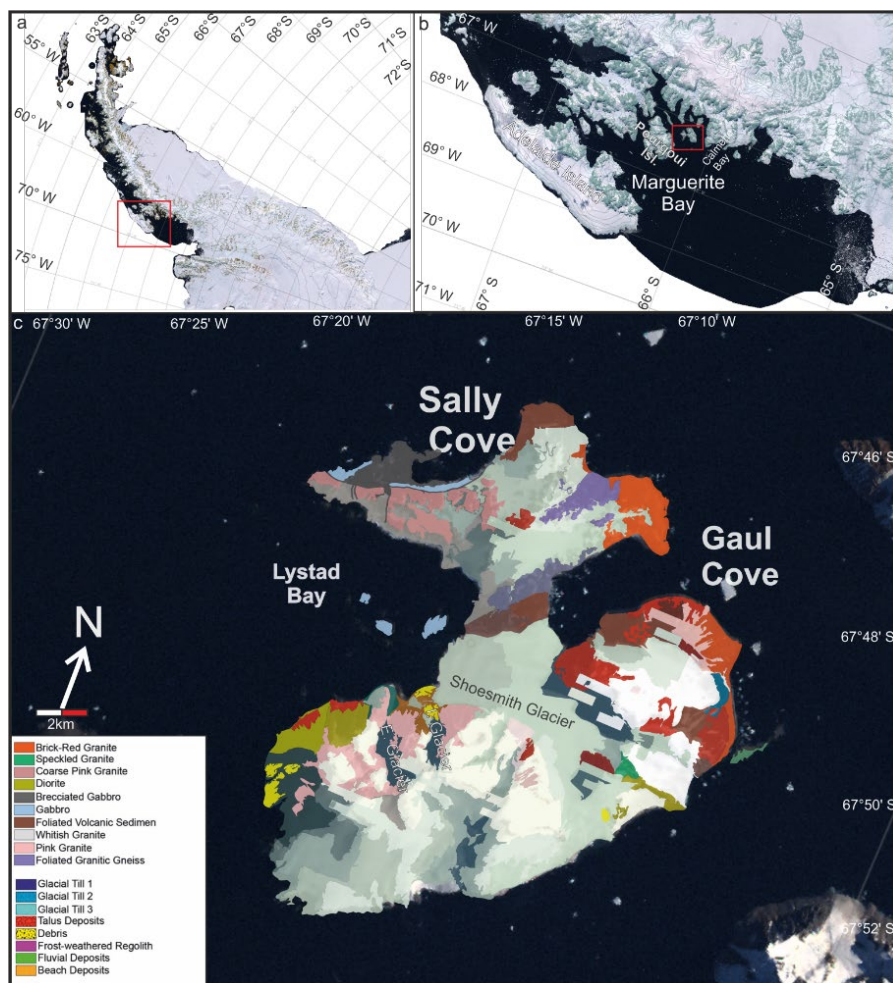 a
55° W
63° S
64° S
65° S
66° S
67° S
68° S
69° S
70° S
71° S
72° S
60° W
65° W
70° W
75° W
b
67° W
68° W
69° W
70° W
71° W
67° S
66° S
65° S
Adelaide Island
Isl.
Bay
Marguerite
Bay
c
67°30' W
67°25' W
67°20' W
67°15' W
67°10' W
Sally
Cove
67°46' S
Gaul
Cove
Lystad
Bay
N
67°48' S
2km
Shoesmith Glacier
E. Glacier
Glacier
67°50' S
67°52' S
Brick-Red Granite
Speckled Granite
Coarse Pink Granite
Diorite
Brecciated Gabbro
Gabbro
Foliated Volcanic Sedimen
Whitish Granite
Pink Granite
Foliated Granitic Gneiss
Glacial Till 1
Glacial Till 2
Glacial Till 3
Talus Deposits
Debris
Frost-weathered Regolith
Fluvial Deposits
Beach Deposits